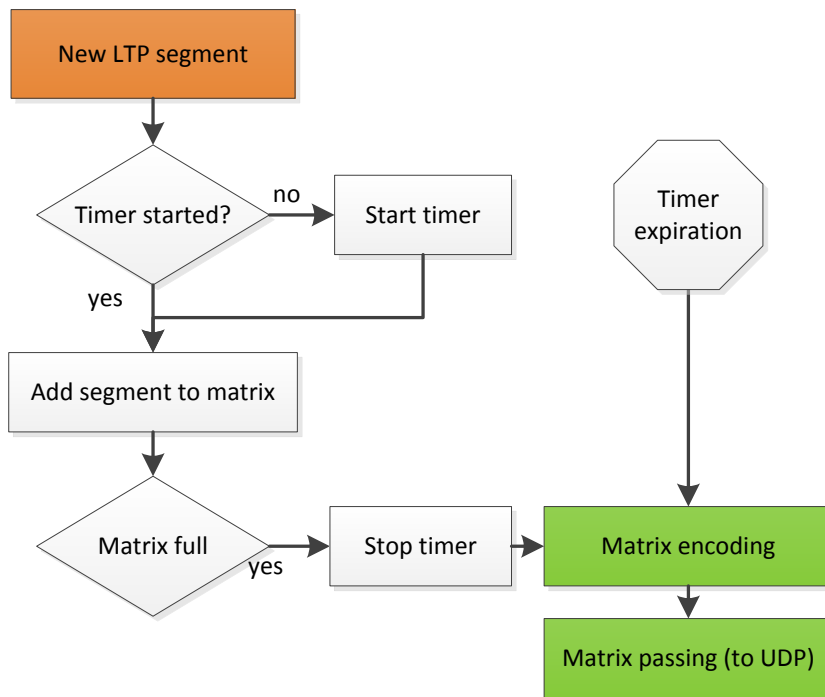 New LTP segment
Timer started?
no
Start timer
Timer
expiration
yes
Add segment to matrix
Matrix full
yes
Stop timer
Matrix encoding
Matrix passing (to UDP)